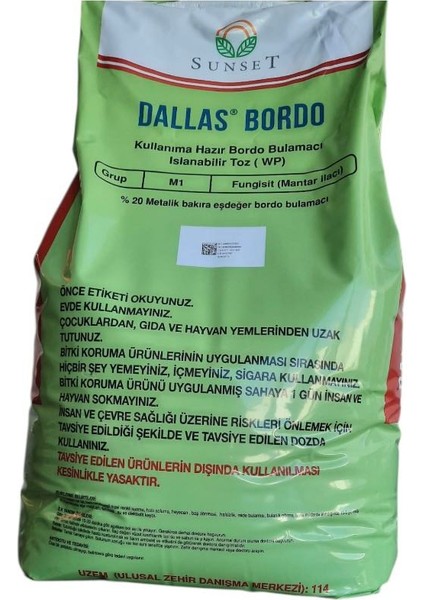 SUNSET
DALLAS® BORDO
Kullanıma Hazır Bordo Bulamacı
Islanabilir Toz ( WP)
Grup M1 Fungisit (Mantar ilacı)
% 20 Metalik bakıra eşdeğer bordo bulamacı
ÖNCE ETİKETİ OKUYUNUZ.
EVDE KULLANMAYINIZ.
ÇOCUKLARDAN, GIDA VE HAYVAN YEMLERİNDEN UZAK
TUTUNUZ.
BİTKİ KORUMA ÜRÜNLERİNİN UYGULANMASI SIRASINDA
HİÇBİR ŞEY YEMEYİNİZ, İÇMEYİNİZ, SİGARA KULLANMAYINIZ.
BİTKİ KORUMA ÜRÜNÜ UYGULANMIŞ SAHAYA 1 GÜN İNSAN VE
HAYVAN SOKMAYINIZ.
İNSAN VE ÇEVRE SAĞLIĞI ÜZERİNE RİSKLERİ ÖNLEMEK İÇİN
TAVSİYE EDİLDİĞİ ŞEKİLDE VE TAVSİYE EDİLEN DOZDA
KULLANINIZ.
TAVSİYE EDİLEN ÜRÜNLERİN DIŞINDA KULLANILMASI
KESİNLİKLE YASAKTIR.
UZEM (ULUSAL ZEHİR DANIŞMA MERKEZİ): 114